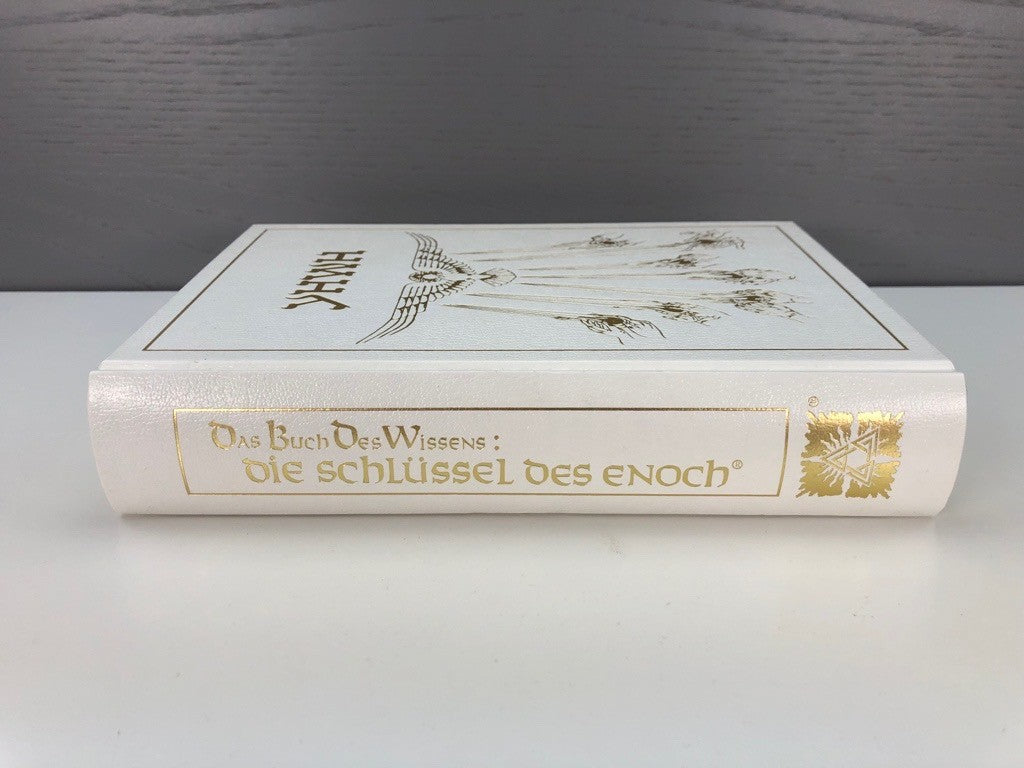 Das Buch Des Wissens:
die schlüssel des enoch®
®